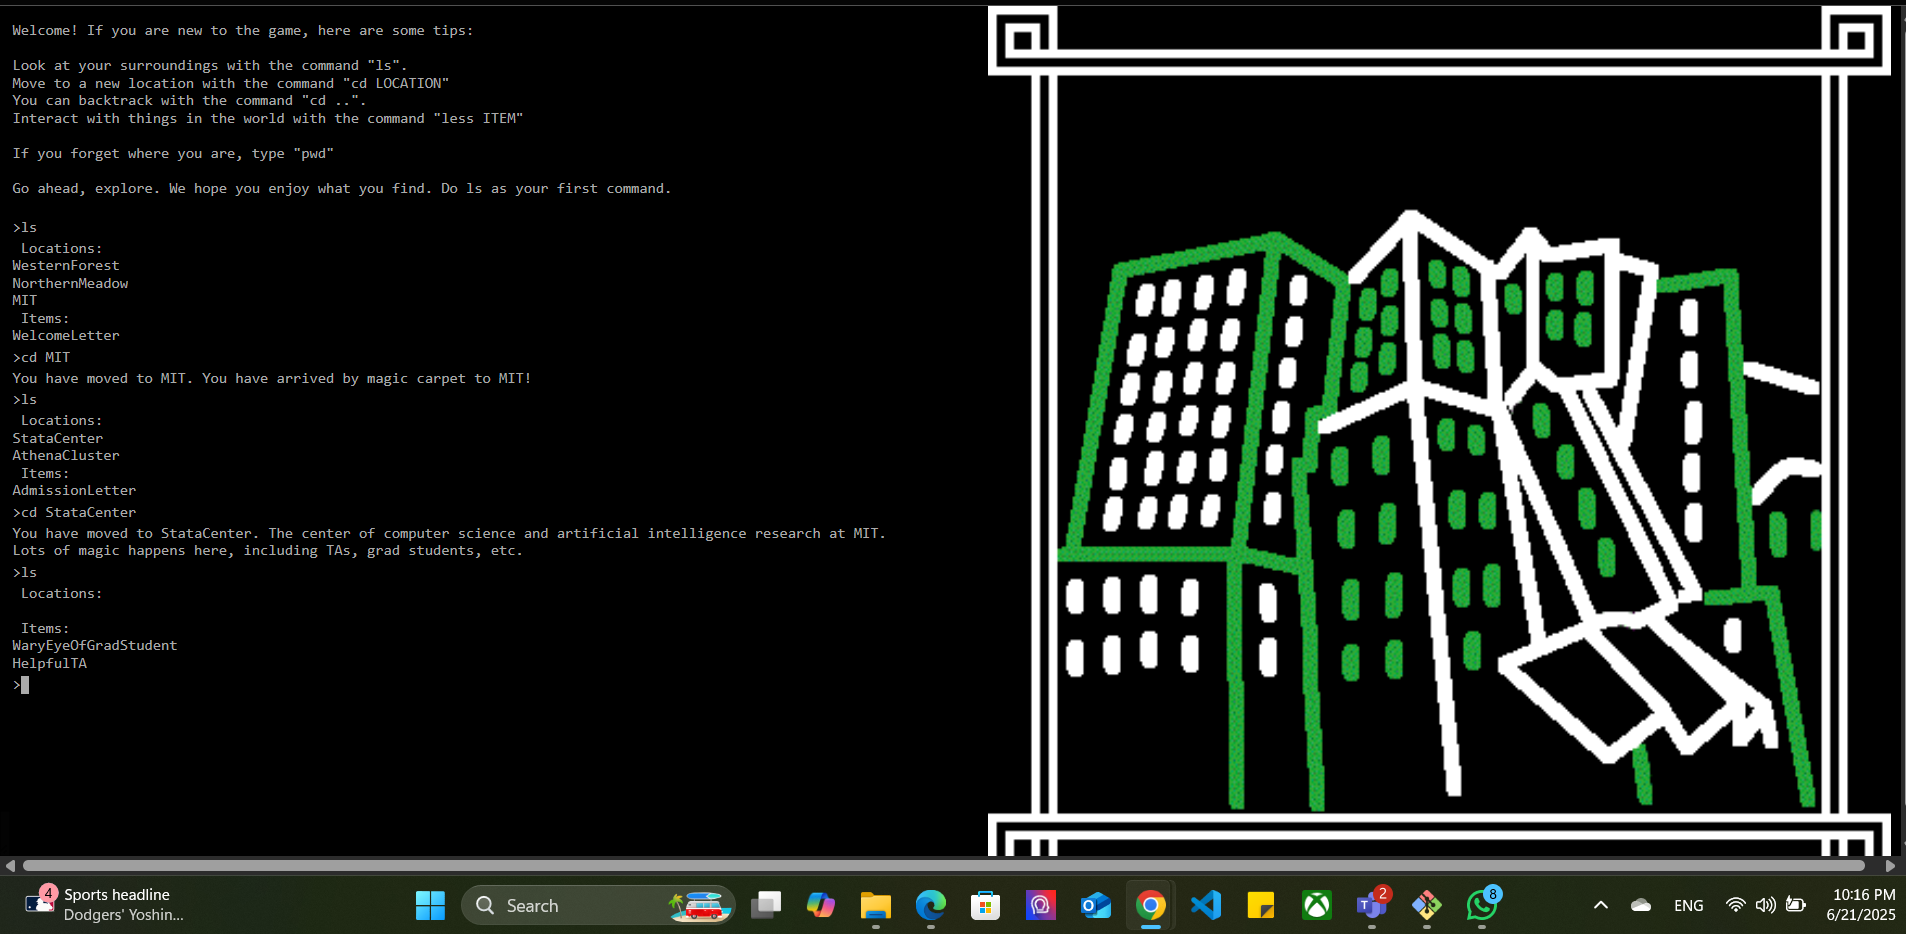 Welcome! If you are new to the game, here are some tips:
Look at your surroundings with the command "ls".
Move to a new location with the command "cd LOCATION"
You can backtrack with the command "cd ..".
Interact with things in the world with the command "less ITEM"
If you forget where you are, type "pwd"
Go ahead, explore. We hope you enjoy what you find. Do ls as your first command.
>ls
Locations:
WesternForest
NorthernMeadow
MIT
Items:
WelcomeLetter
>cd MIT
You have moved to MIT. You have arrived by magic carpet to MIT!
>ls
Locations:
StataCenter
AthenaCluster
Items:
AdmissionLetter
>cd StataCenter
You have moved to StataCenter. The center of computer science and artificial intelligence research at MIT.
Lots of magic happens here, including TAs, grad students, etc.
>ls
Locations:
Items:
WaryEyeOfGradStudent
HelpfulTA
>
4
Sports headline
Dodgers' Yoshin...
Search
2
8
ENG
10:16 PM
6/21/2025